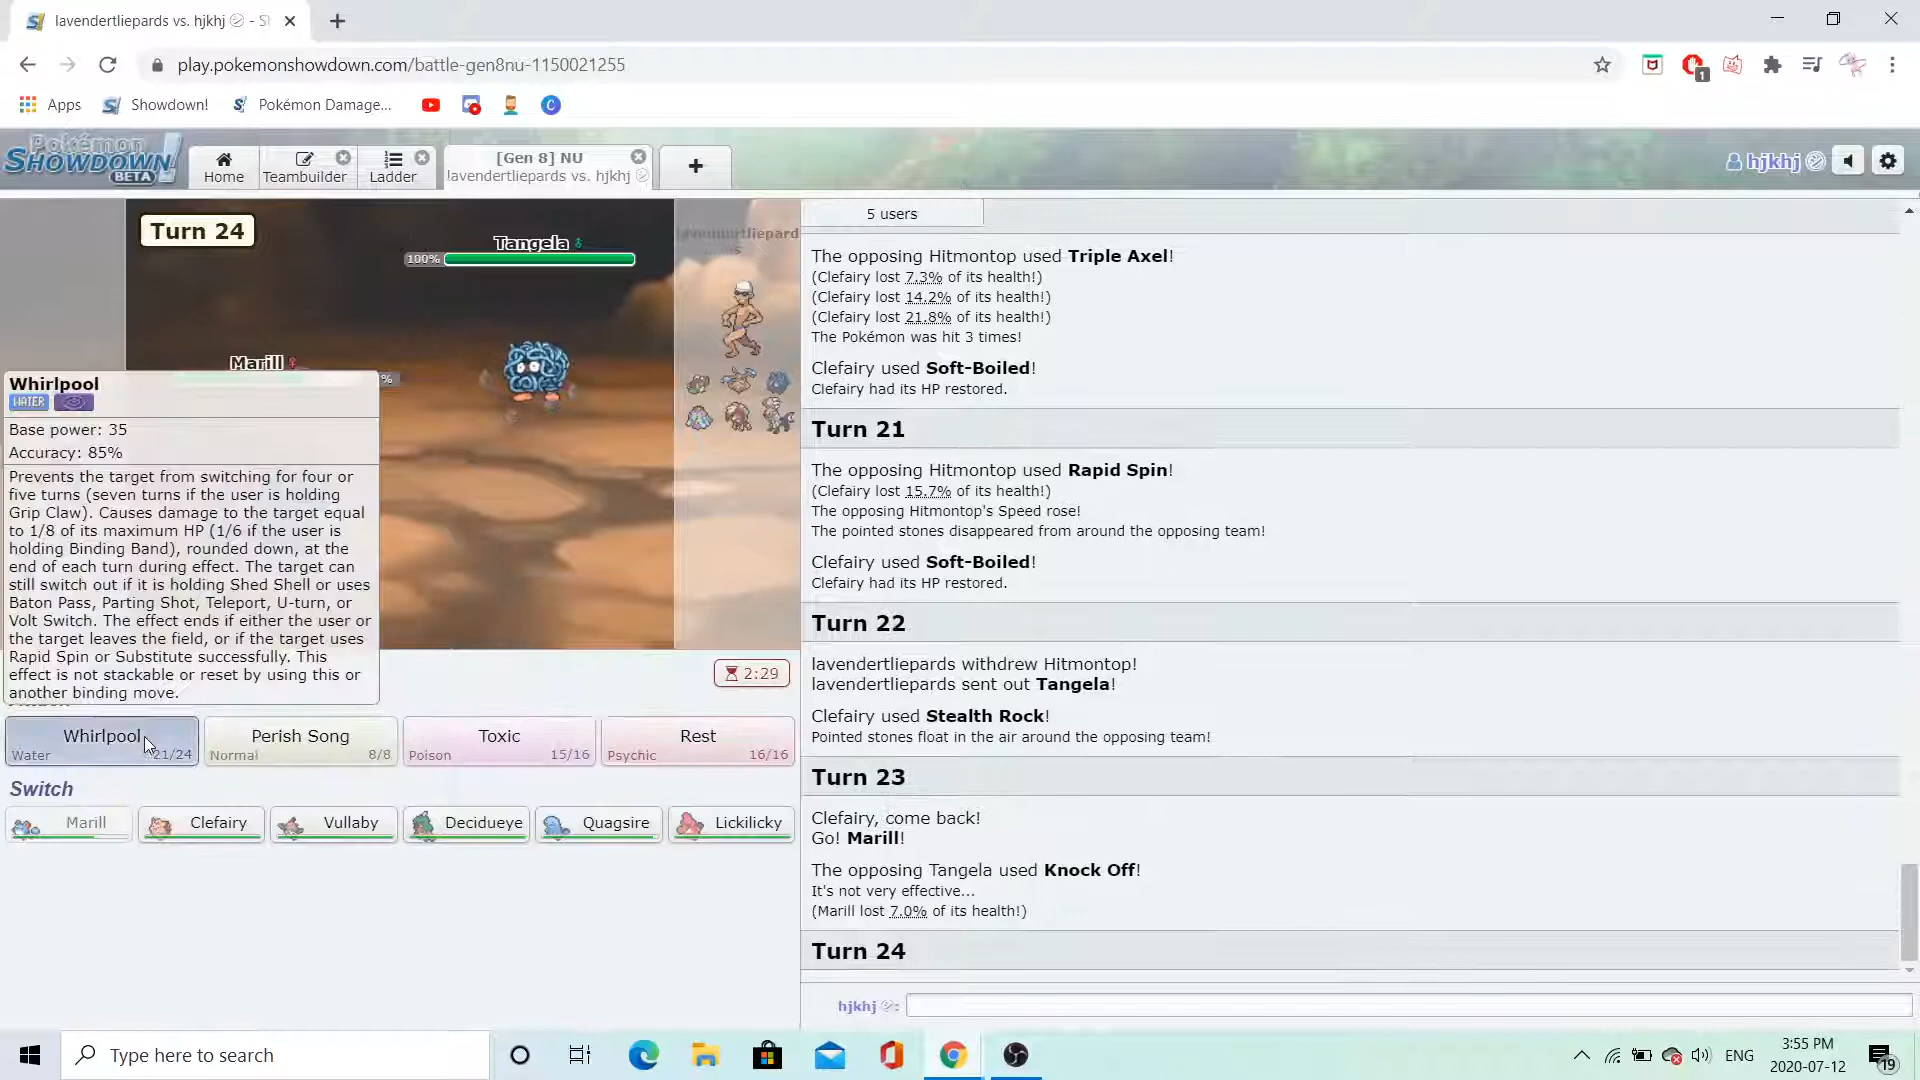 lavendertliepards vs. hjkhj
play.pokemonshowdown.com/battle-gen8nu-1150021255
1
Apps
Showdown!
Pokémon Damage...
Pokémon
SHOWDOWN!
BETA
Home
Teambuilder
Ladder
[Gen 8] NU
lavendertliepards vs. hjkhj
+
hjkhj
Turn 24
Tangela
100%
Marill
%
Whirlpool
WATER
Base power: 35
Accuracy: 85%
Prevents the target from switching for four or
five turns (seven turns if the user is holding
Grip Claw). Causes damage to the target equal
to 1/8 of its maximum HP (1/6 if the user is
holding Binding Band), rounded down, at the
end of each turn during effect. The target can
still switch out if it is holding Shed Shell or uses
Baton Pass, Parting Shot, Teleport, U-turn, or
Volt Switch. The effect ends if either the user or
the target leaves the field, or if the target uses
Rapid Spin or Substitute successfully. This
effect is not stackable or reset by using this or
another binding move.
2:29
Whirlpool
Water 21/24
Perish Song
Normal 8/8
Toxic
Poison 15/16
Rest
Psychic 16/16
Switch
Marill
Clefairy
Vullaby
Decidueye
Quagsire
Lickilicky
5 users
The opposing Hitmontop used Triple Axel!
(Clefairy lost 7.3% of its health!)
(Clefairy lost 14.2% of its health!)
(Clefairy lost 21.8% of its health!)
The Pokémon was hit 3 times!
Clefairy used Soft-Boiled!
Clefairy had its HP restored.
Turn 21
The opposing Hitmontop used Rapid Spin!
(Clefairy lost 15.7% of its health!)
The opposing Hitmontop's Speed rose!
The pointed stones disappeared from around the opposing team!
Clefairy used Soft-Boiled!
Clefairy had its HP restored.
Turn 22
lavendertliepards withdrew Hitmontop!
lavendertliepards sent out Tangela!
Clefairy used Stealth Rock!
Pointed stones float in the air around the opposing team!
Turn 23
Clefairy, come back!
Go! Marill!
The opposing Tangela used Knock Off!
It's not very effective...
(Marill lost 7.0% of its health!)
Turn 24
hjkhj :
Type here to search
ENG
3:55 PM
2020-07-12
19